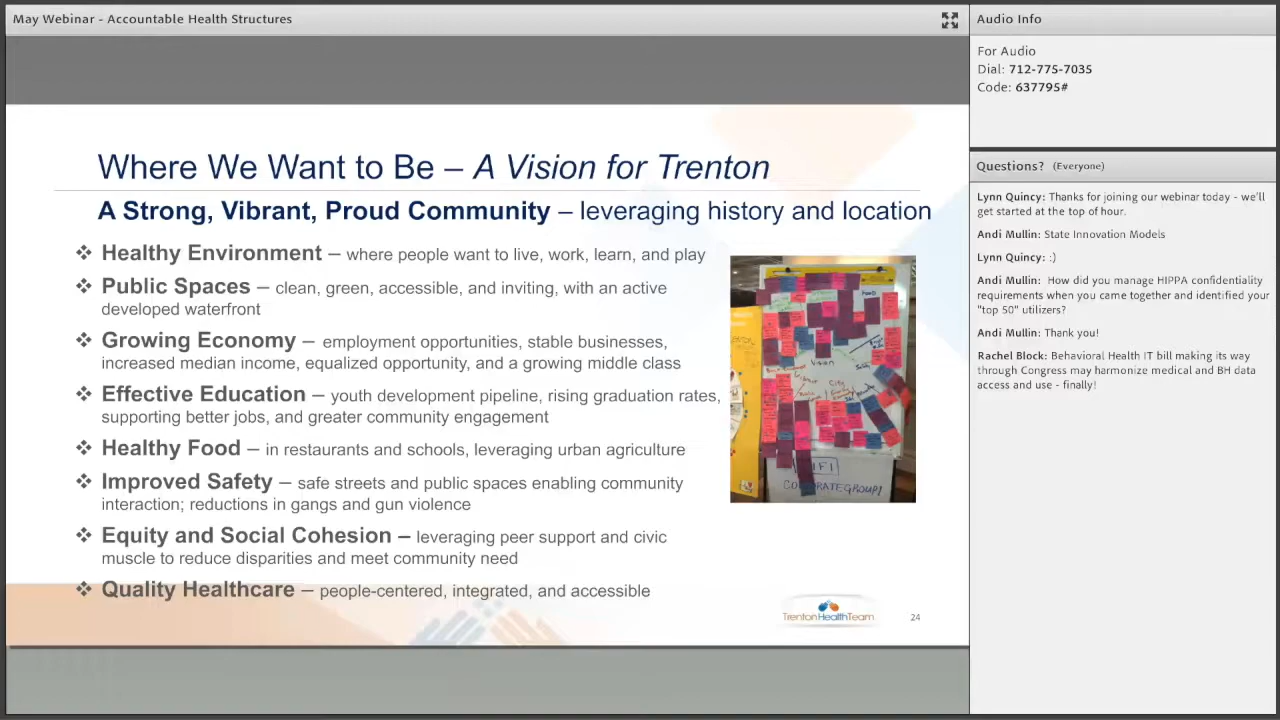 May Webinar - Accountable Health Structures
Where We Want to Be – A Vision for Trenton
A Strong, Vibrant, Proud Community – leveraging history and location
❖ Healthy Environment – where people want to live, work, learn, and play
❖ Public Spaces – clean, green, accessible, and inviting, with an active
developed waterfront
❖ Growing Economy – employment opportunities, stable businesses,
increased median income, equalized opportunity, and a growing middle class
❖ Effective Education – youth development pipeline, rising graduation rates,
supporting better jobs, and greater community engagement
❖ Healthy Food – in restaurants and schools, leveraging urban agriculture
❖ Improved Safety – safe streets and public spaces enabling community
interaction; reductions in gangs and gun violence
❖ Equity and Social Cohesion – leveraging peer support and civic
muscle to reduce disparities and meet community need
❖ Quality Healthcare – people-centered, integrated, and accessible
TrentonHealthTeam
24
Audio Info
For Audio
Dial: 712-775-7035
Code: 637795#
Questions? (Everyone)
Lynn Quincy: Thanks for joining our webinar today - we'll
get started at the top of hour.
Andi Mullin: State Innovation Models
Lynn Quincy: :)
Andi Mullin: How did you manage HIPPA confidentiality
requirements when you came together and identified your
"top 50" utilizers?
Andi Mullin: Thank you!
Rachel Block: Behavioral Health IT bill making its way
through Congress may harmonize medical and BH data
access and use - finally!